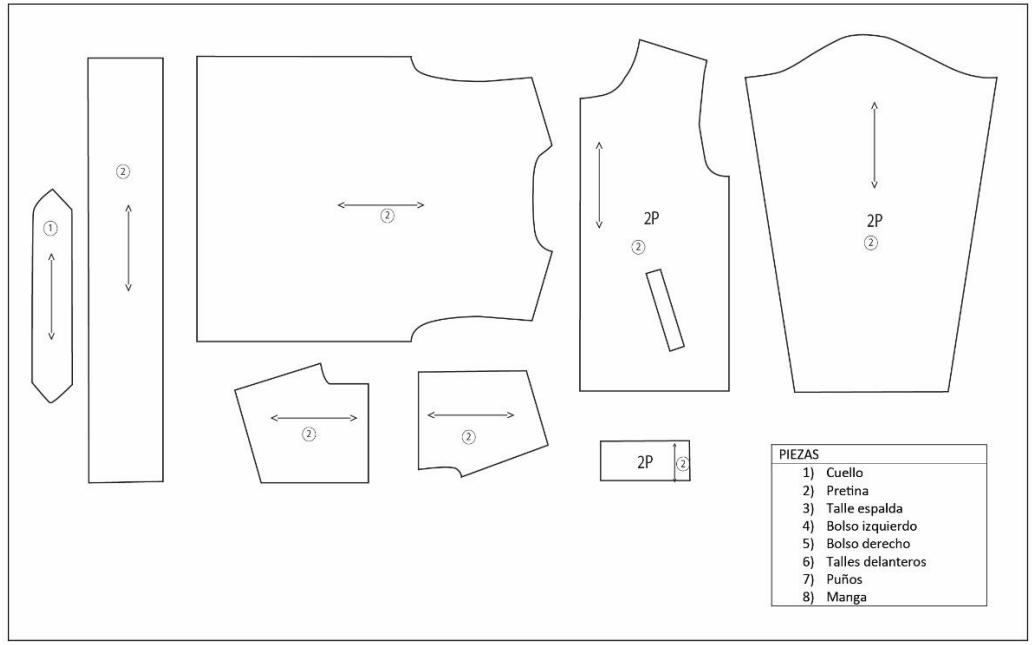 1
2
2
2P
2
2P
2
2
2
2P
2
PIEZAS
1) Cuello
2) Pretina
3) Talle espalda
4) Bolso izquierdo
5) Bolso derecho
6) Talles delanteros
7) Puños
8) Manga